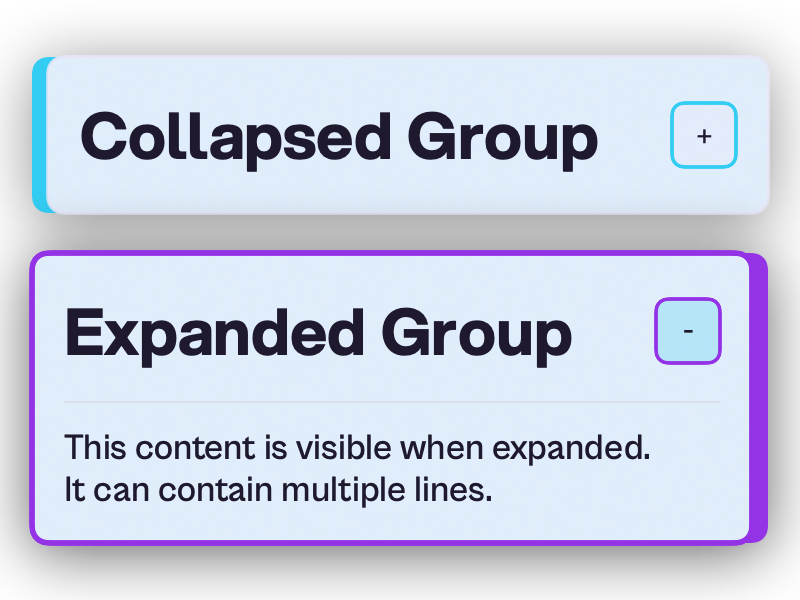 Collapsed Group
+
Expanded Group
-
This content is visible when expanded.
It can contain multiple lines.